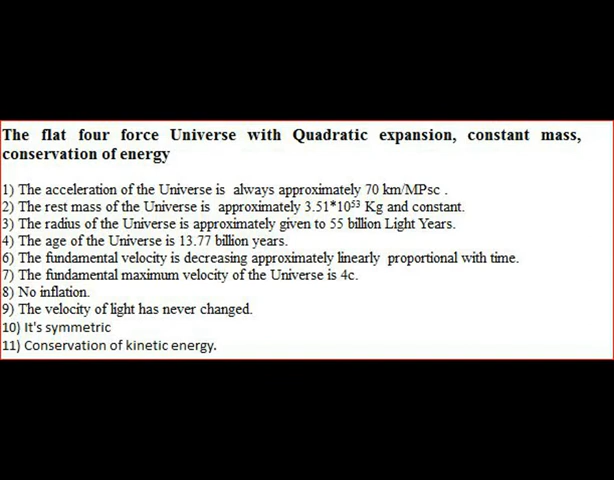 The flat four force Universe with Quadratic expansion, constant mass,
conservation of energy
1) The acceleration of the Universe is always approximately 70 km/MPsc .
2) The rest mass of the Universe is approximately 3.51*10⁵³ Kg and constant.
3) The radius of the Universe is approximately given to 55 billion Light Years.
4) The age of the Universe is 13.77 billion years.
6) The fundamental velocity is decreasing approximately linearly proportional with time.
7) The fundamental maximum velocity of the Universe is 4c.
8) No inflation.
9) The velocity of light has never changed.
10) It's symmetric
11) Conservation of kinetic energy.